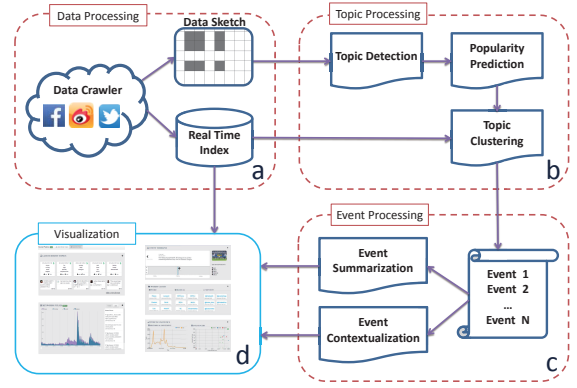 Data Processing
Data Sketch
Data Crawler
Real Time
Index
a
Topic Processing
Topic Detection
Popularity
Prediction
Topic
Clustering
b
Visualization
d
Event Processing
Event
Summarization
Event
Contextualization
Event 1
Event 2
...
Event N
c